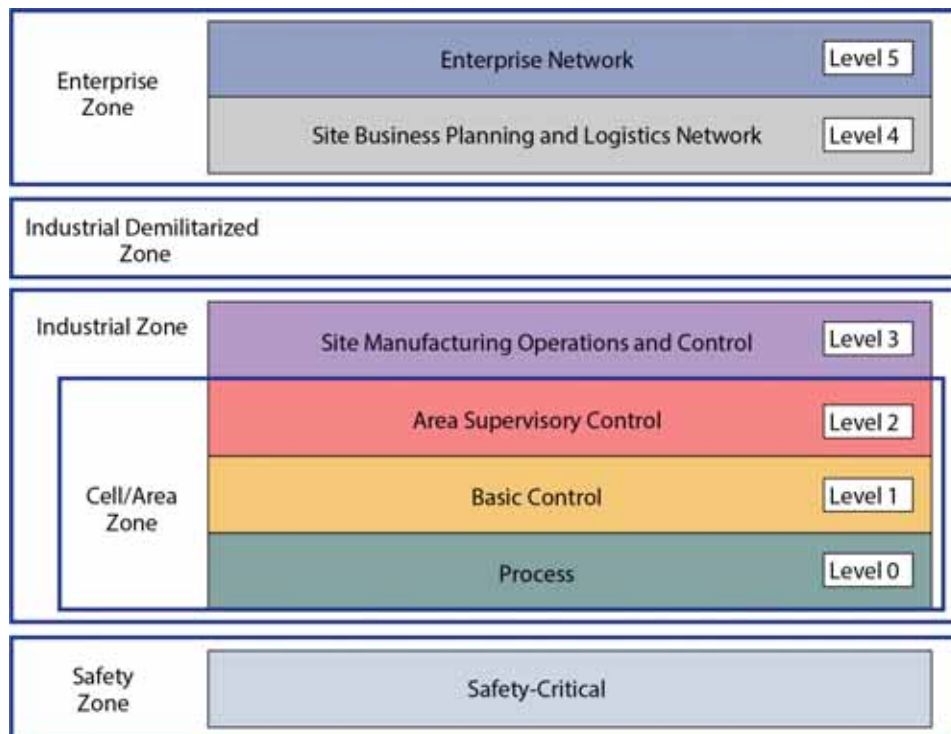 Enterprise
Zone
Enterprise Network
Level 5
Site Business Planning and Logistics Network
Level 4
Industrial Demilitarized
Zone
Industrial Zone
Site Manufacturing Operations and Control
Level 3
Cell/Area
Zone
Area Supervisory Control
Level 2
Basic Control
Level 1
Process
Level 0
Safety
Zone
Safety-Critical